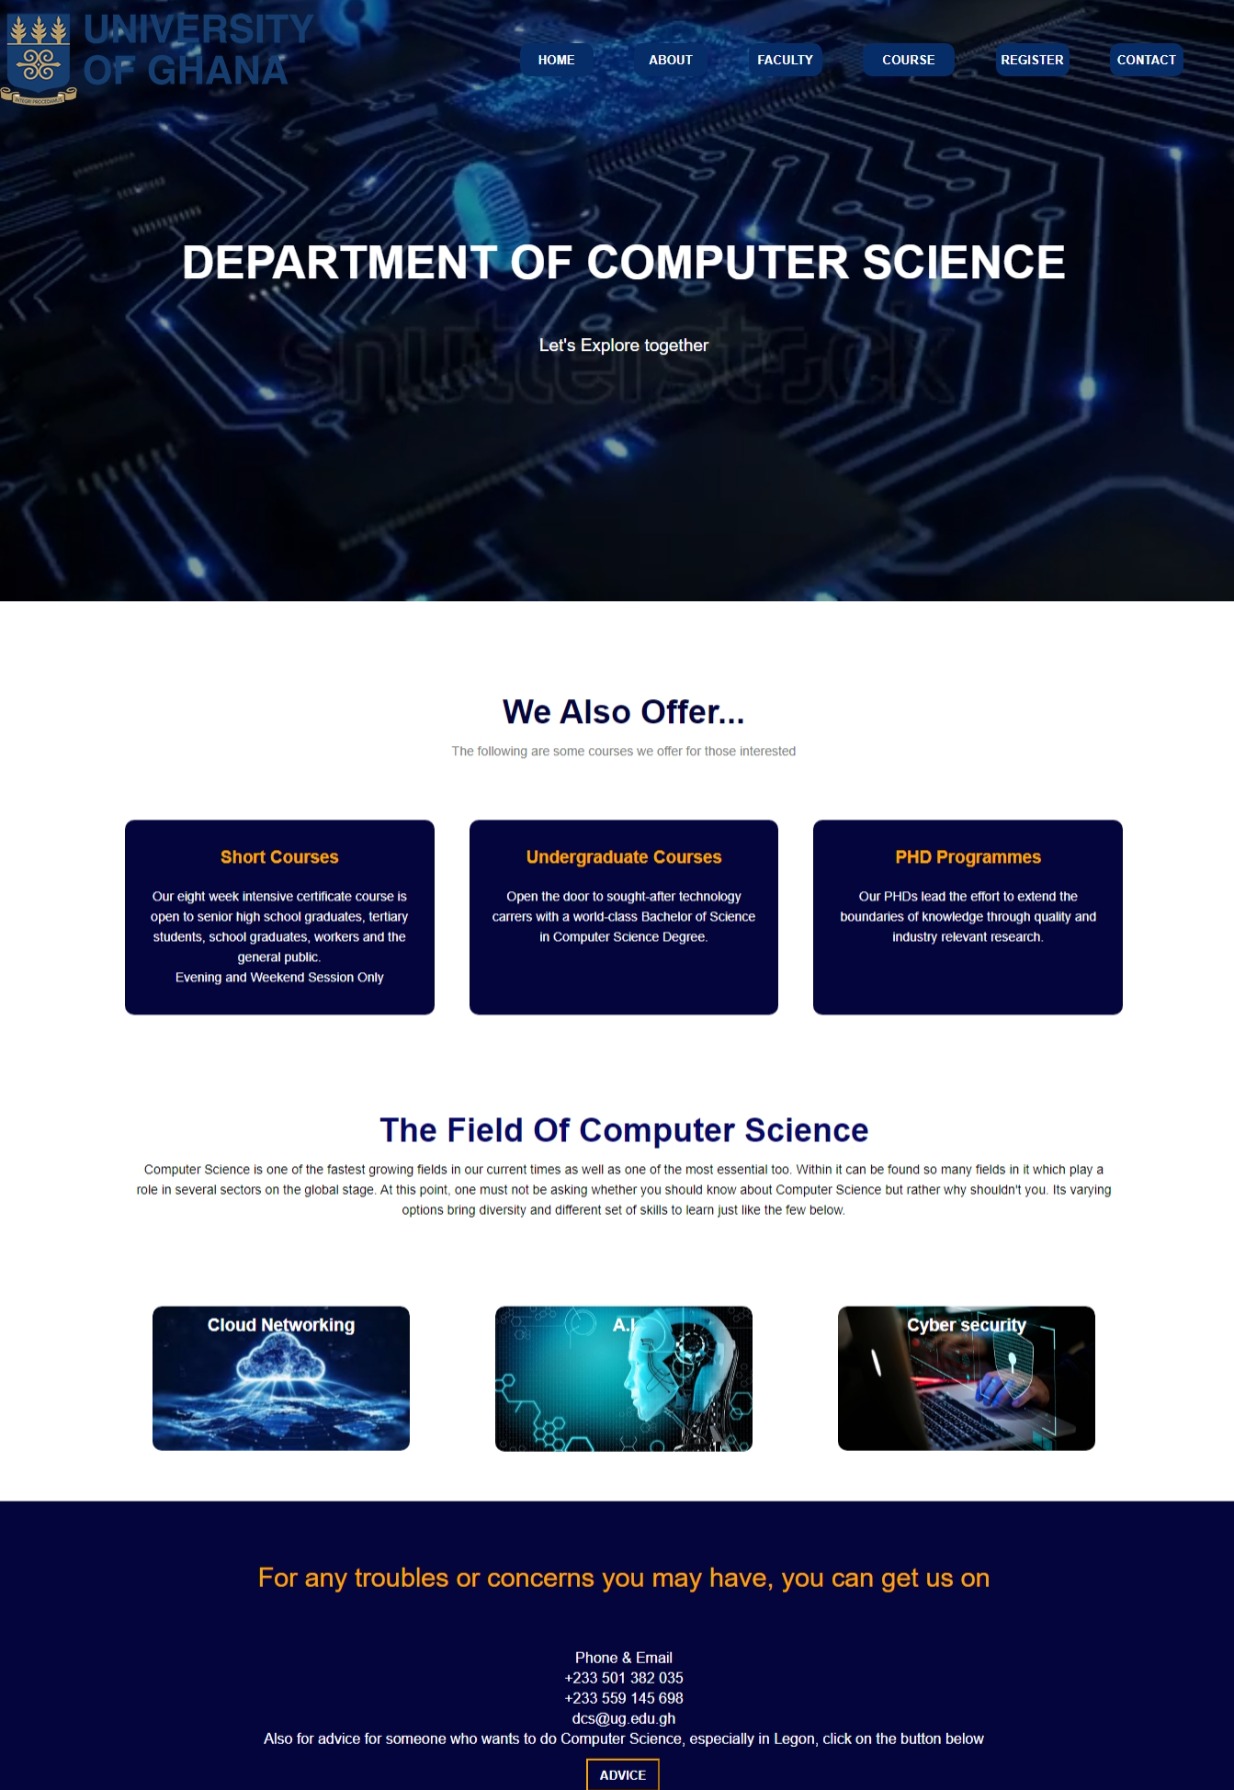 UNIVERSITY
OF GHANA
INTEGRI PROCEDAMUS
HOME
ABOUT
FACULTY
COURSE
REGISTER
CONTACT
DEPARTMENT OF COMPUTER SCIENCE
Let's Explore together
shutterstock
We Also Offer...
The following are some courses we offer for those interested
Short Courses
Our eight week intensive certificate course is
open to senior high school graduates, tertiary
students, school graduates, workers and the
general public.
Evening and Weekend Session Only
Undergraduate Courses
Open the door to sought-after technology
carrers with a world-class Bachelor of Science
in Computer Science Degree.
PHD Programmes
Our PHDs lead the effort to extend the
boundaries of knowledge through quality and
industry relevant research.
The Field Of Computer Science
Computer Science is one of the fastest growing fields in our current times as well as one of the most essential too. Within it can be found so many fields in it which play a
role in several sectors on the global stage. At this point, one must not be asking whether you should know about Computer Science but rather why shouldn't you. Its varying
options bring diversity and different set of skills to learn just like the few below.
Cloud Networking
A.I
Cyber security
For any troubles or concerns you may have, you can get us on
Phone & Email
+233 501 382 035
+233 559 145 698
dcs@ug.edu.gh
Also for advice for someone who wants to do Computer Science, especially in Legon, click on the button below
ADVICE